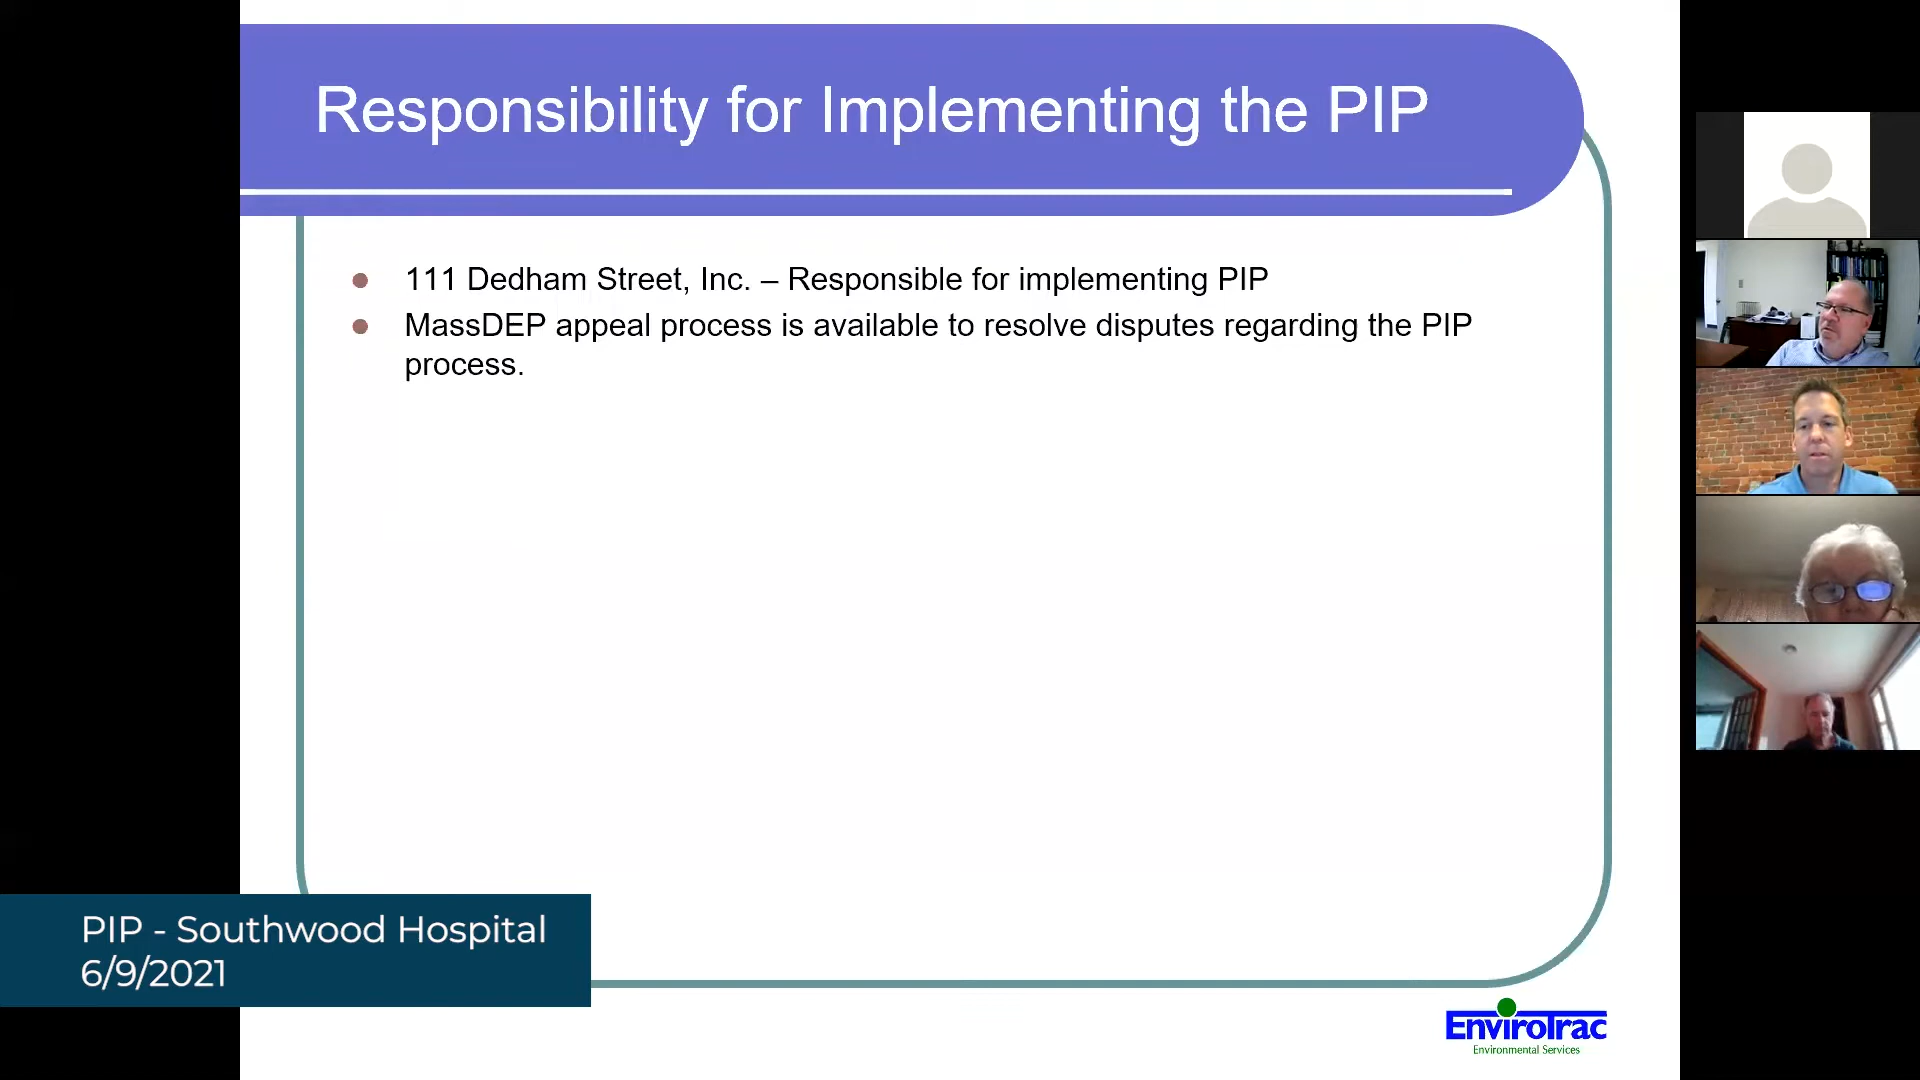 Responsibility for Implementing the PIP
● 111 Dedham Street, Inc. – Responsible for implementing PIP
● MassDEP appeal process is available to resolve disputes regarding the PIP
process.
PIP - Southwood Hospital
6/9/2021
EnviroTrac
Environmental Services